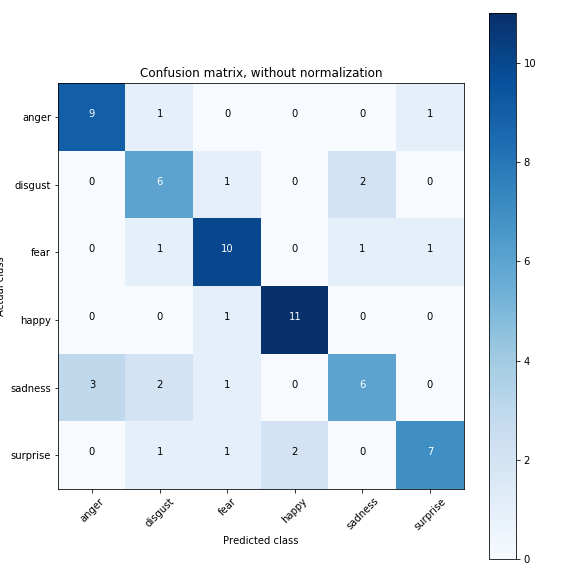 Confusion matrix, without normalization
anger 9 1 0 0 0 1
disgust 0 6 1 0 2 0
fear 0 1 10 0 1 1
happy 0 0 1 11 0 0
sadness 3 2 1 0 6 0
surprise 0 1 1 2 0 7
anger disgust fear happy sadness surprise
Predicted class
10
8
6
4
2
0